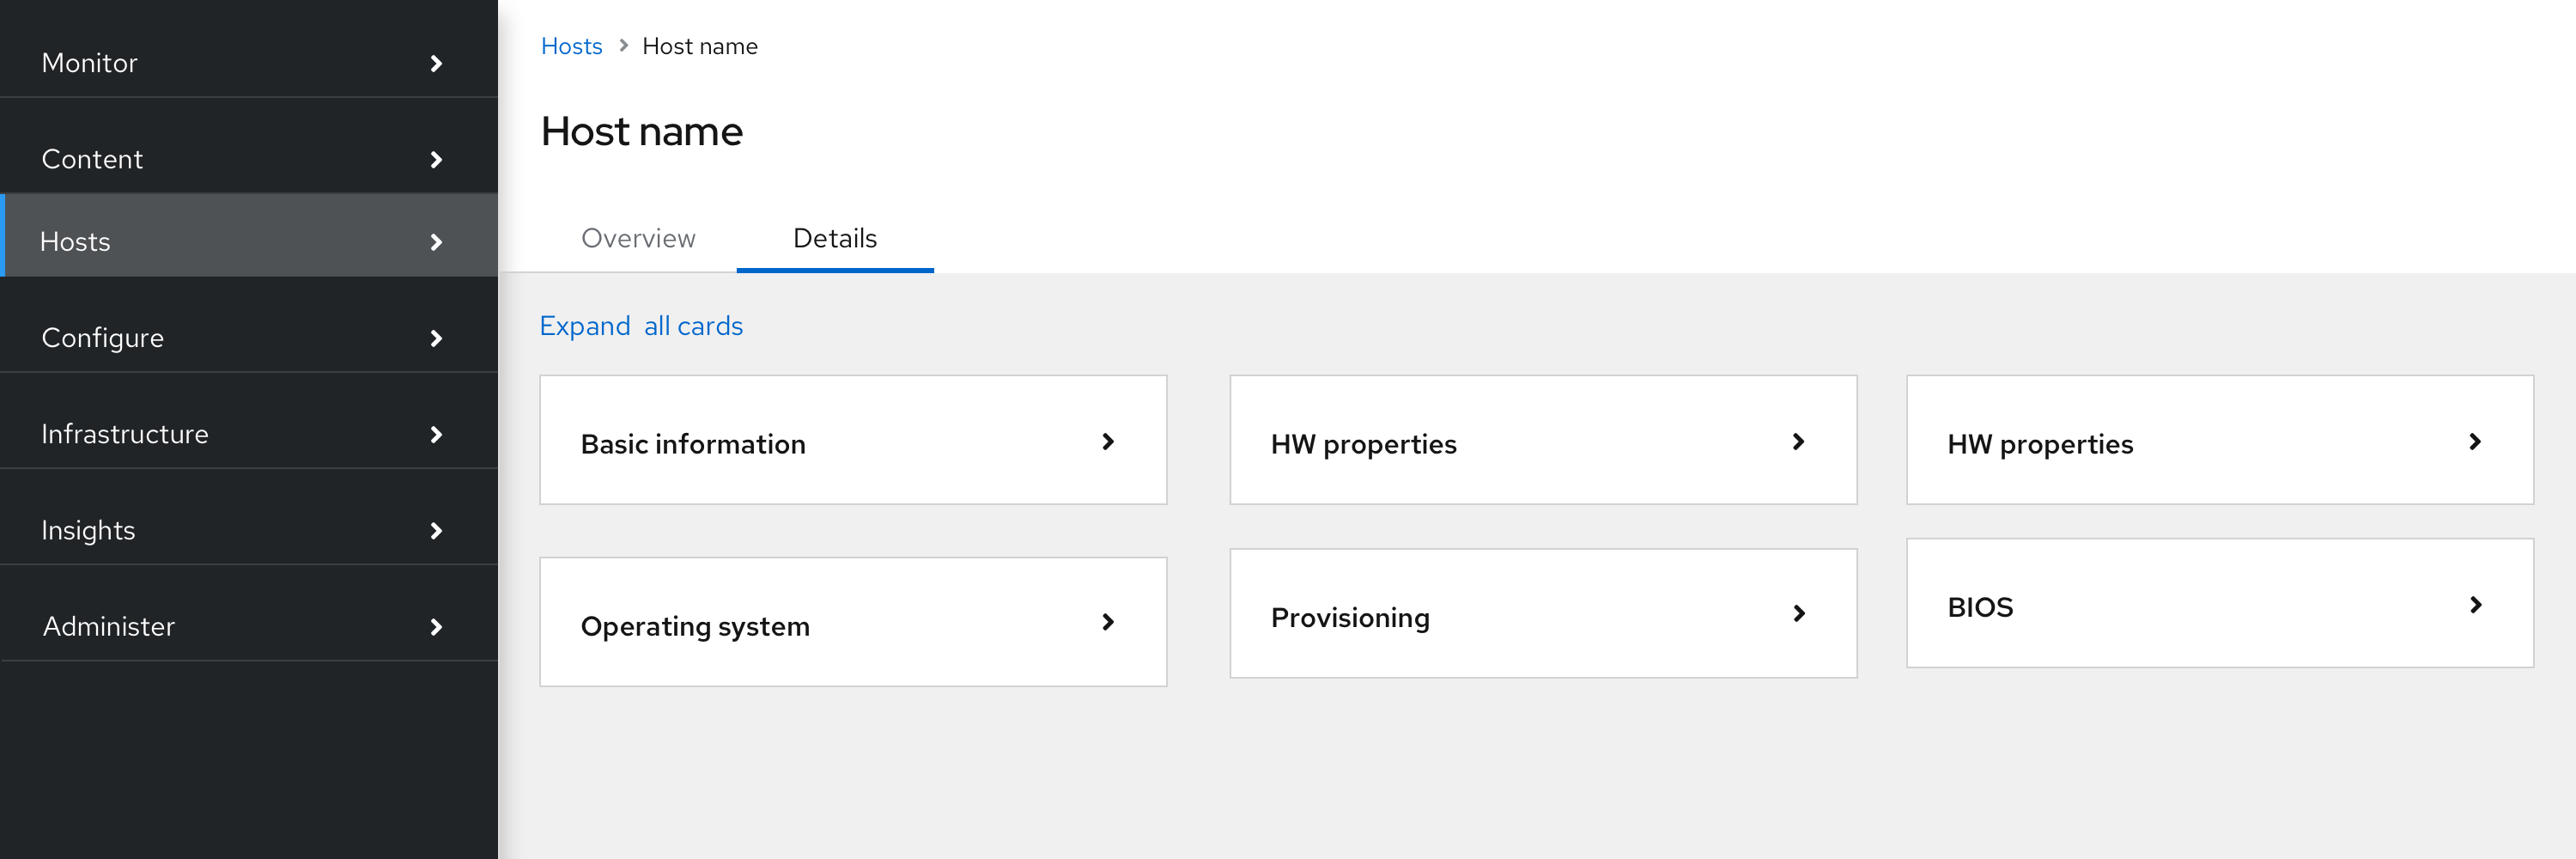 Monitor
Content
Hosts
Configure
Infrastructure
Insights
Administer
Hosts > Host name
Host name
Overview Details
Expand all cards
Basic information
HW properties
HW properties
Operating system
Provisioning
BIOS